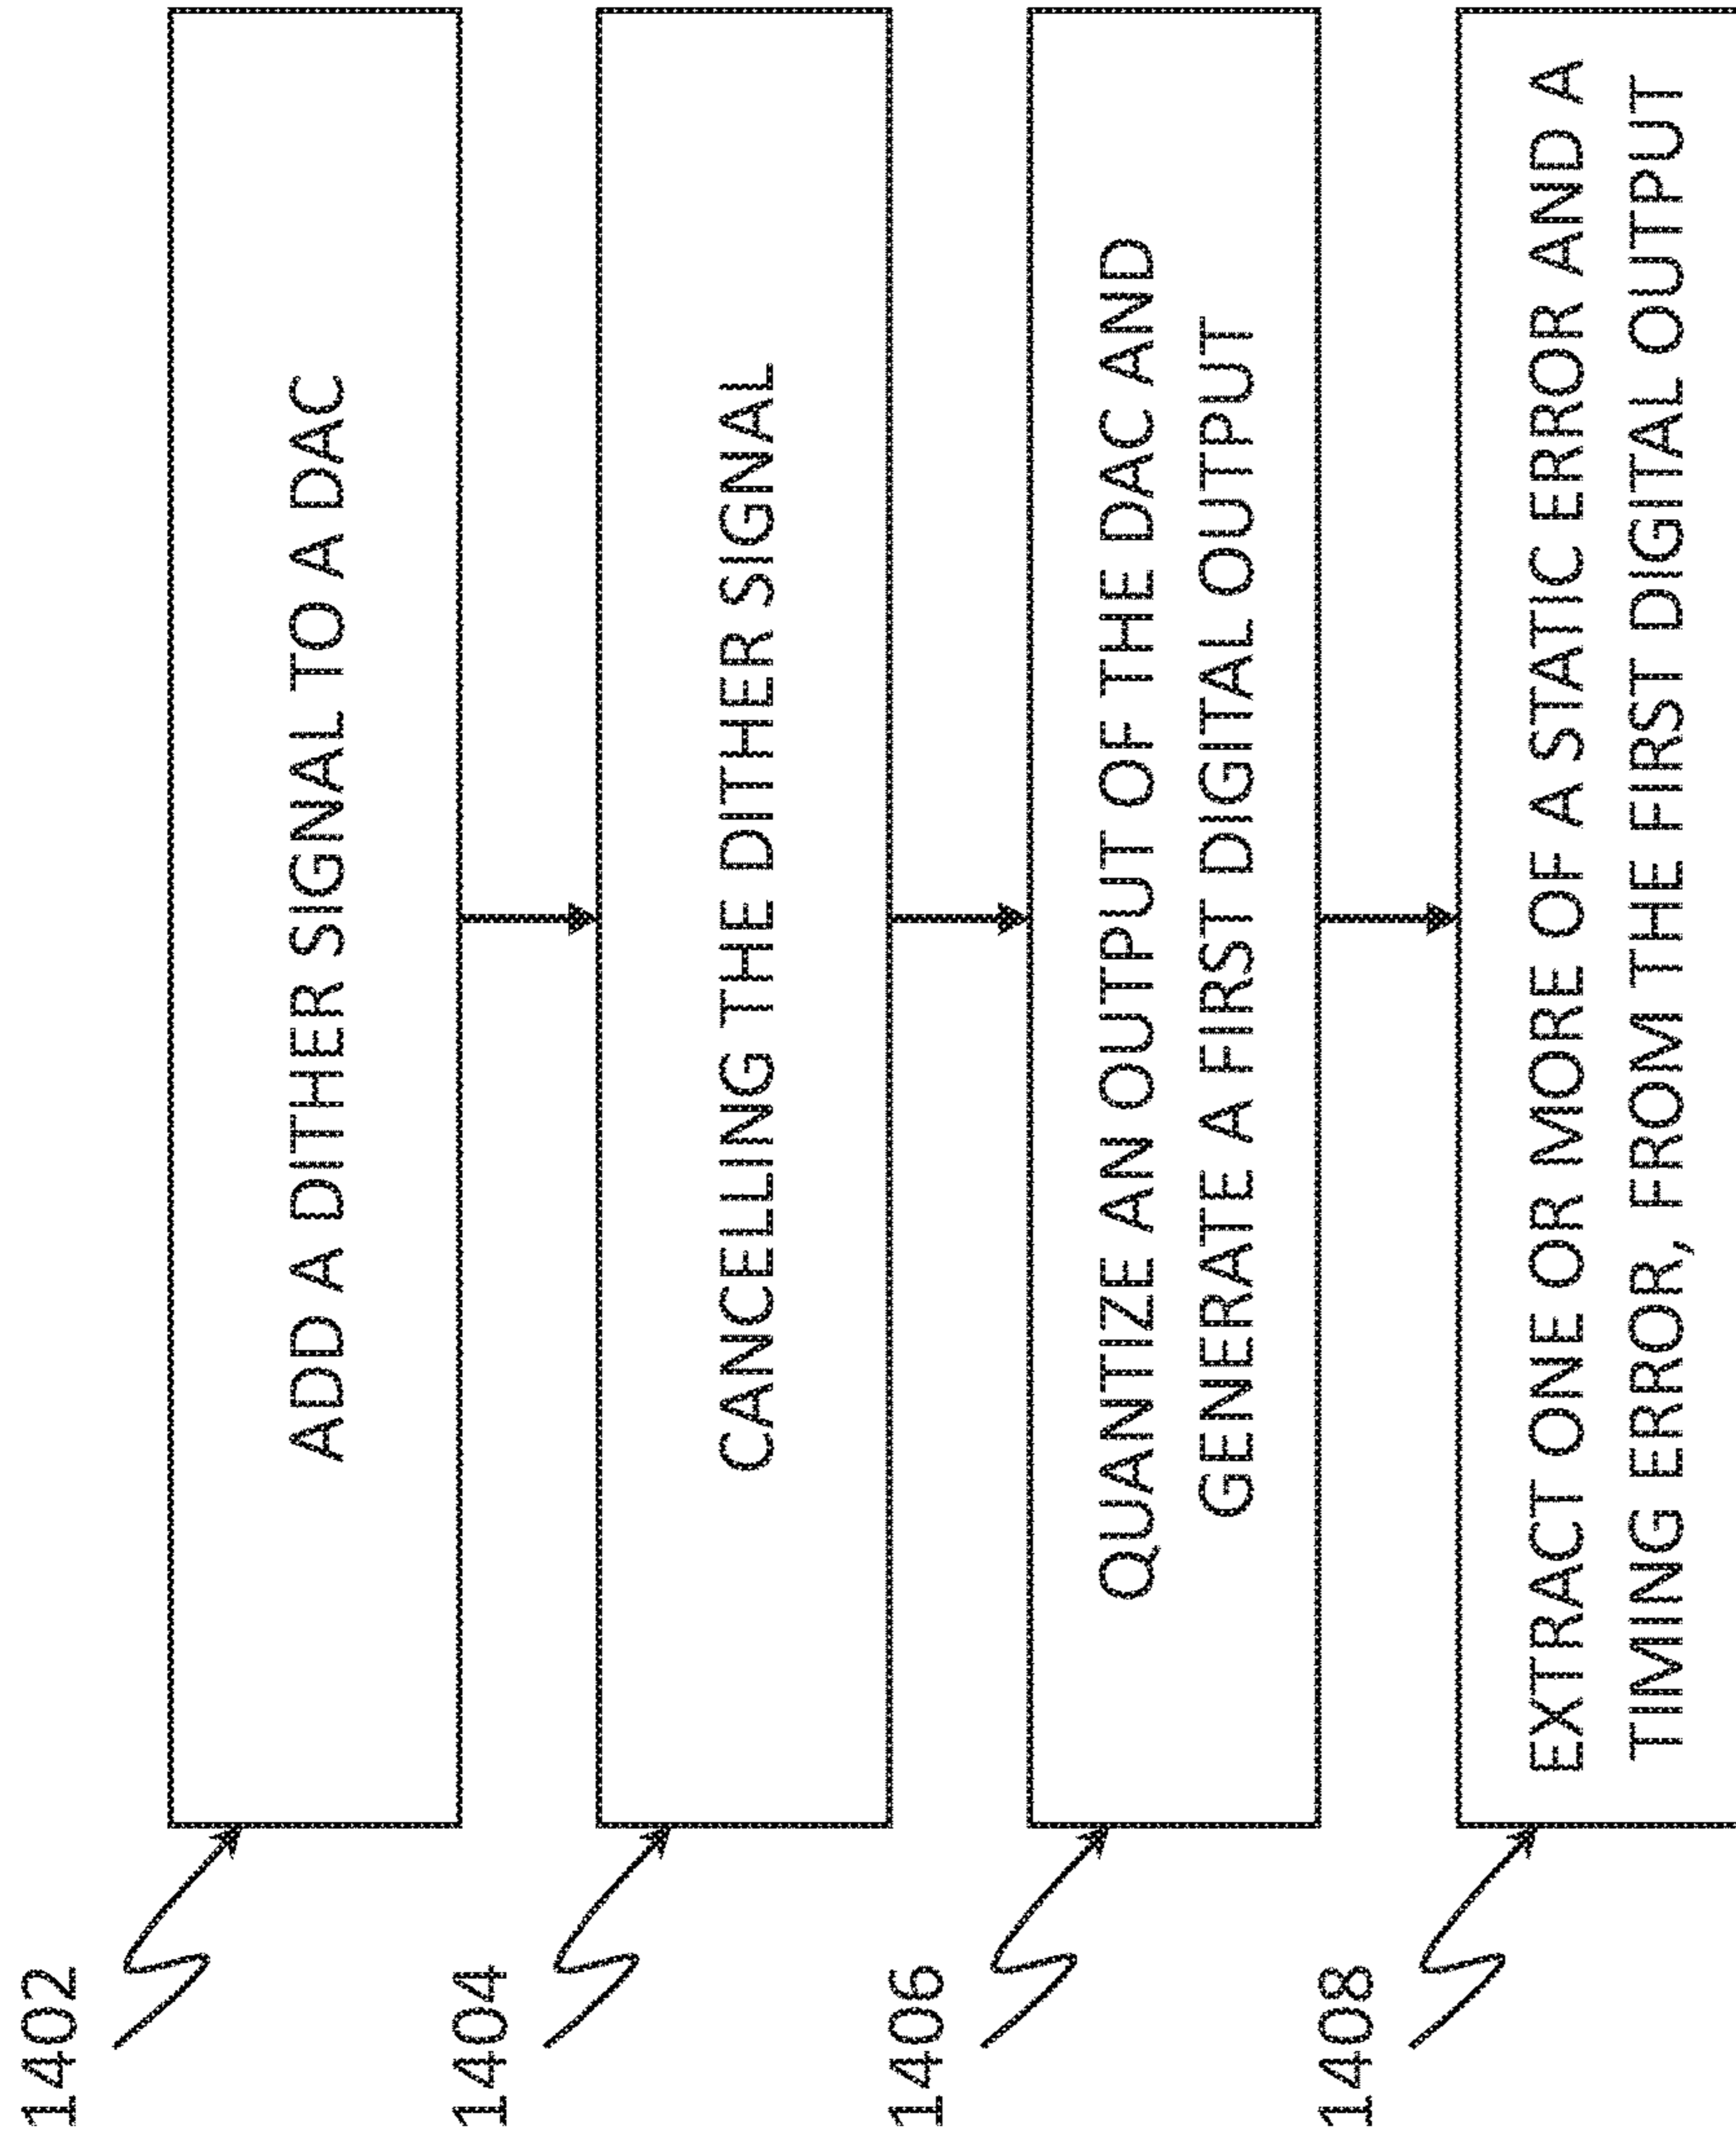 1402
ADD A DITHER SIGNAL TO A DAC
1404
CANCELLING THE DITHER SIGNAL
1406
QUANTIZE AN OUTPUT OF THE DAC AND
GENERATE A FIRST DIGITAL OUTPUT
1408
EXTRACT ONE OR MORE OF A STATIC ERROR AND A
TIMING ERROR, FROM THE FIRST DIGITAL OUTPUT